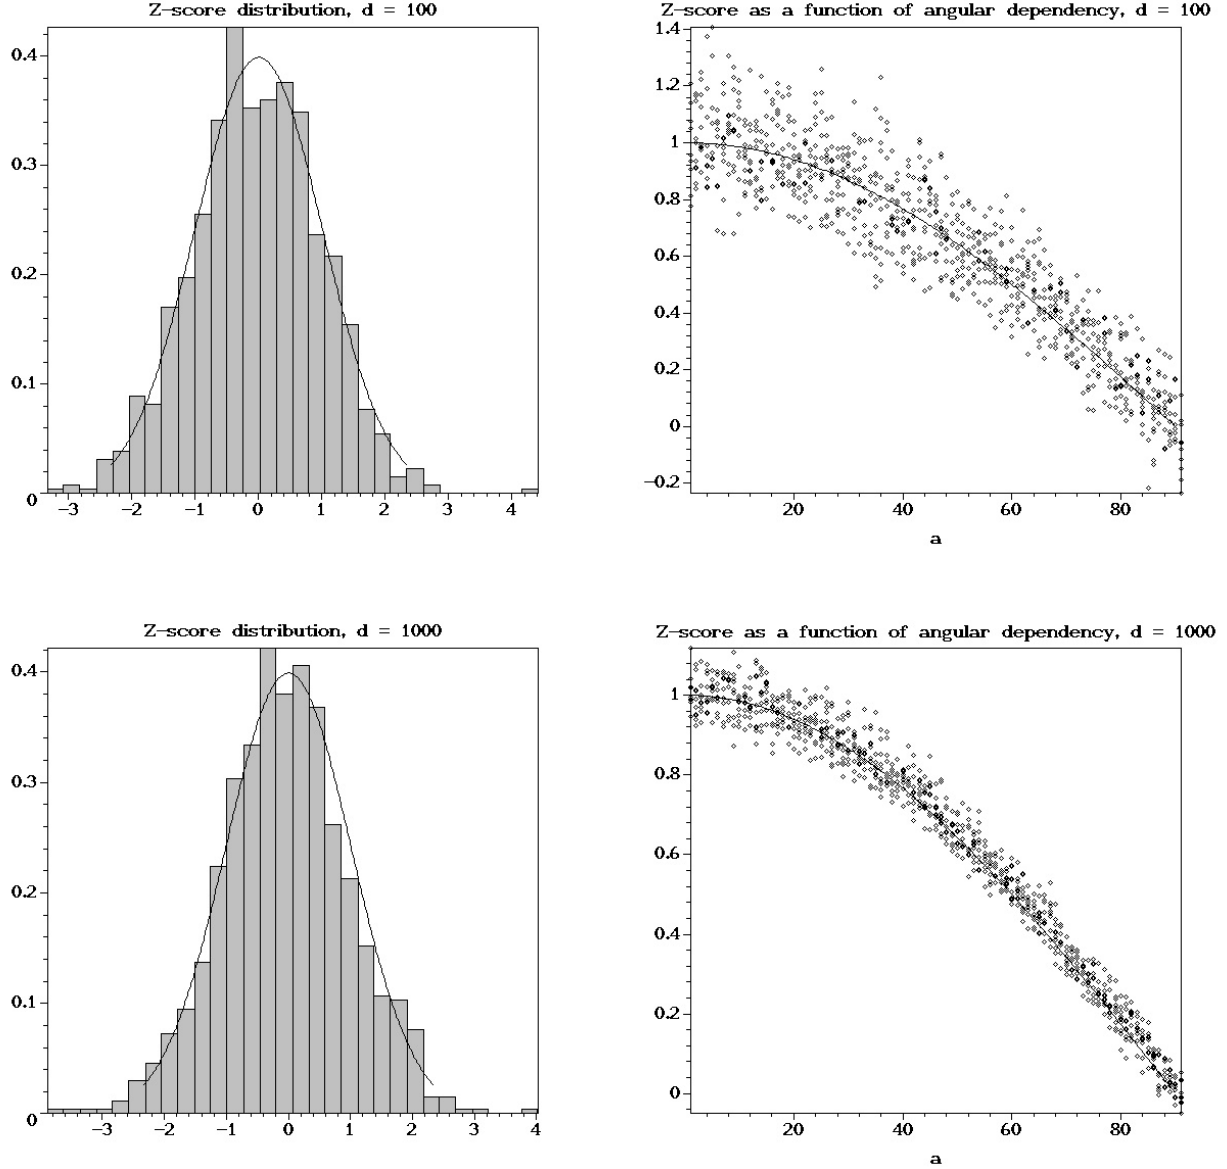 Z-score distribution, d = 100
0.4
0.3
0.2
0.1
0
-3 -2 -1 0 1 2 3 4
Z-score as a function of angular dependency, d = 100
1.4
1.2
1
0.8
0.6
0.4
0.2
0
-0.2
20 40 60 80
a
Z-score distribution, d = 1000
0.4
0.3
0.2
0.1
0
-3 -2 -1 0 1 2 3 4
Z-score as a function of angular dependency, d = 1000
1
0.8
0.6
0.4
0.2
0
20 40 60 80
a